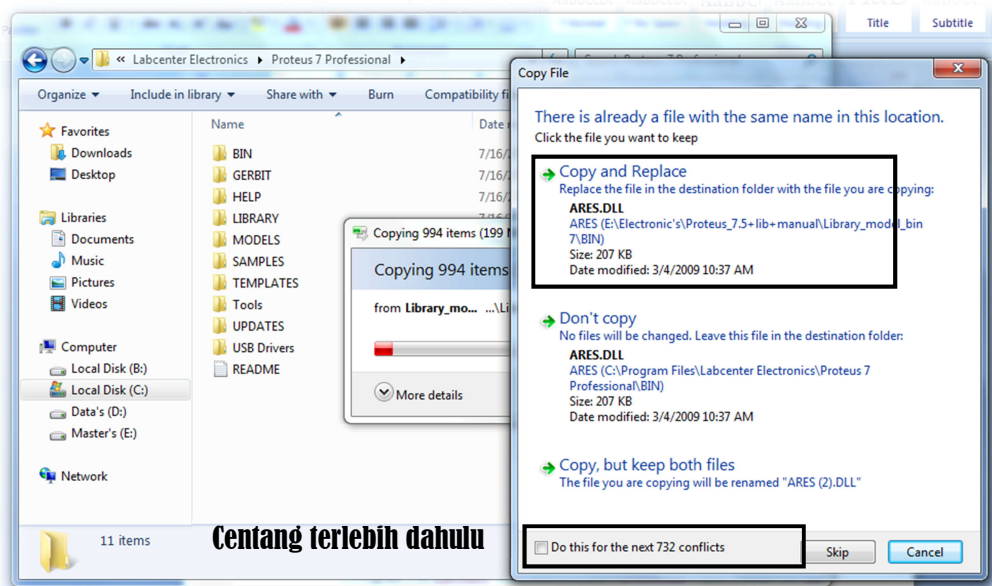 Title
Subtitle
« Labcenter Electronics ▸ Proteus 7 Professional ▸
Organize
Include in library
Share with
Burn
Name
Favorites
Downloads
Desktop
Libraries
Documents
Music
Pictures
Videos
Computer
Local Disk (B:)
Local Disk (C:)
Data's (D:)
Master's (E:)
Network
BIN
GERBIT
HELP
LIBRARY
MODELS
SAMPLES
TEMPLATES
Tools
UPDATES
USB Drivers
README
11 items
Copying 994 items
Copying 994 items
from Library_mo...
More details
Copy File
There is already a file with the same name in this location.
Click the file you want to keep
Copy and Replace
Replace the file in the destination folder with the file you are copying:
ARES.DLL
ARES (E:\Electronic's\Proteus_7.5+lib+manual\Library_model_bin
7\BIN)
Size: 207 KB
Date modified: 3/4/2009 10:37 AM
Don't copy
No files will be changed. Leave this file in the destination folder:
ARES.DLL
ARES (C:\Program Files\Labcenter Electronics\Proteus 7
Professional\BIN)
Size: 207 KB
Date modified: 3/4/2009 10:37 AM
Copy, but keep both files
The file you are copying will be renamed "ARES (2).DLL"
Do this for the next 732 conflicts
Skip
Cancel
Centang terlebih dahulu